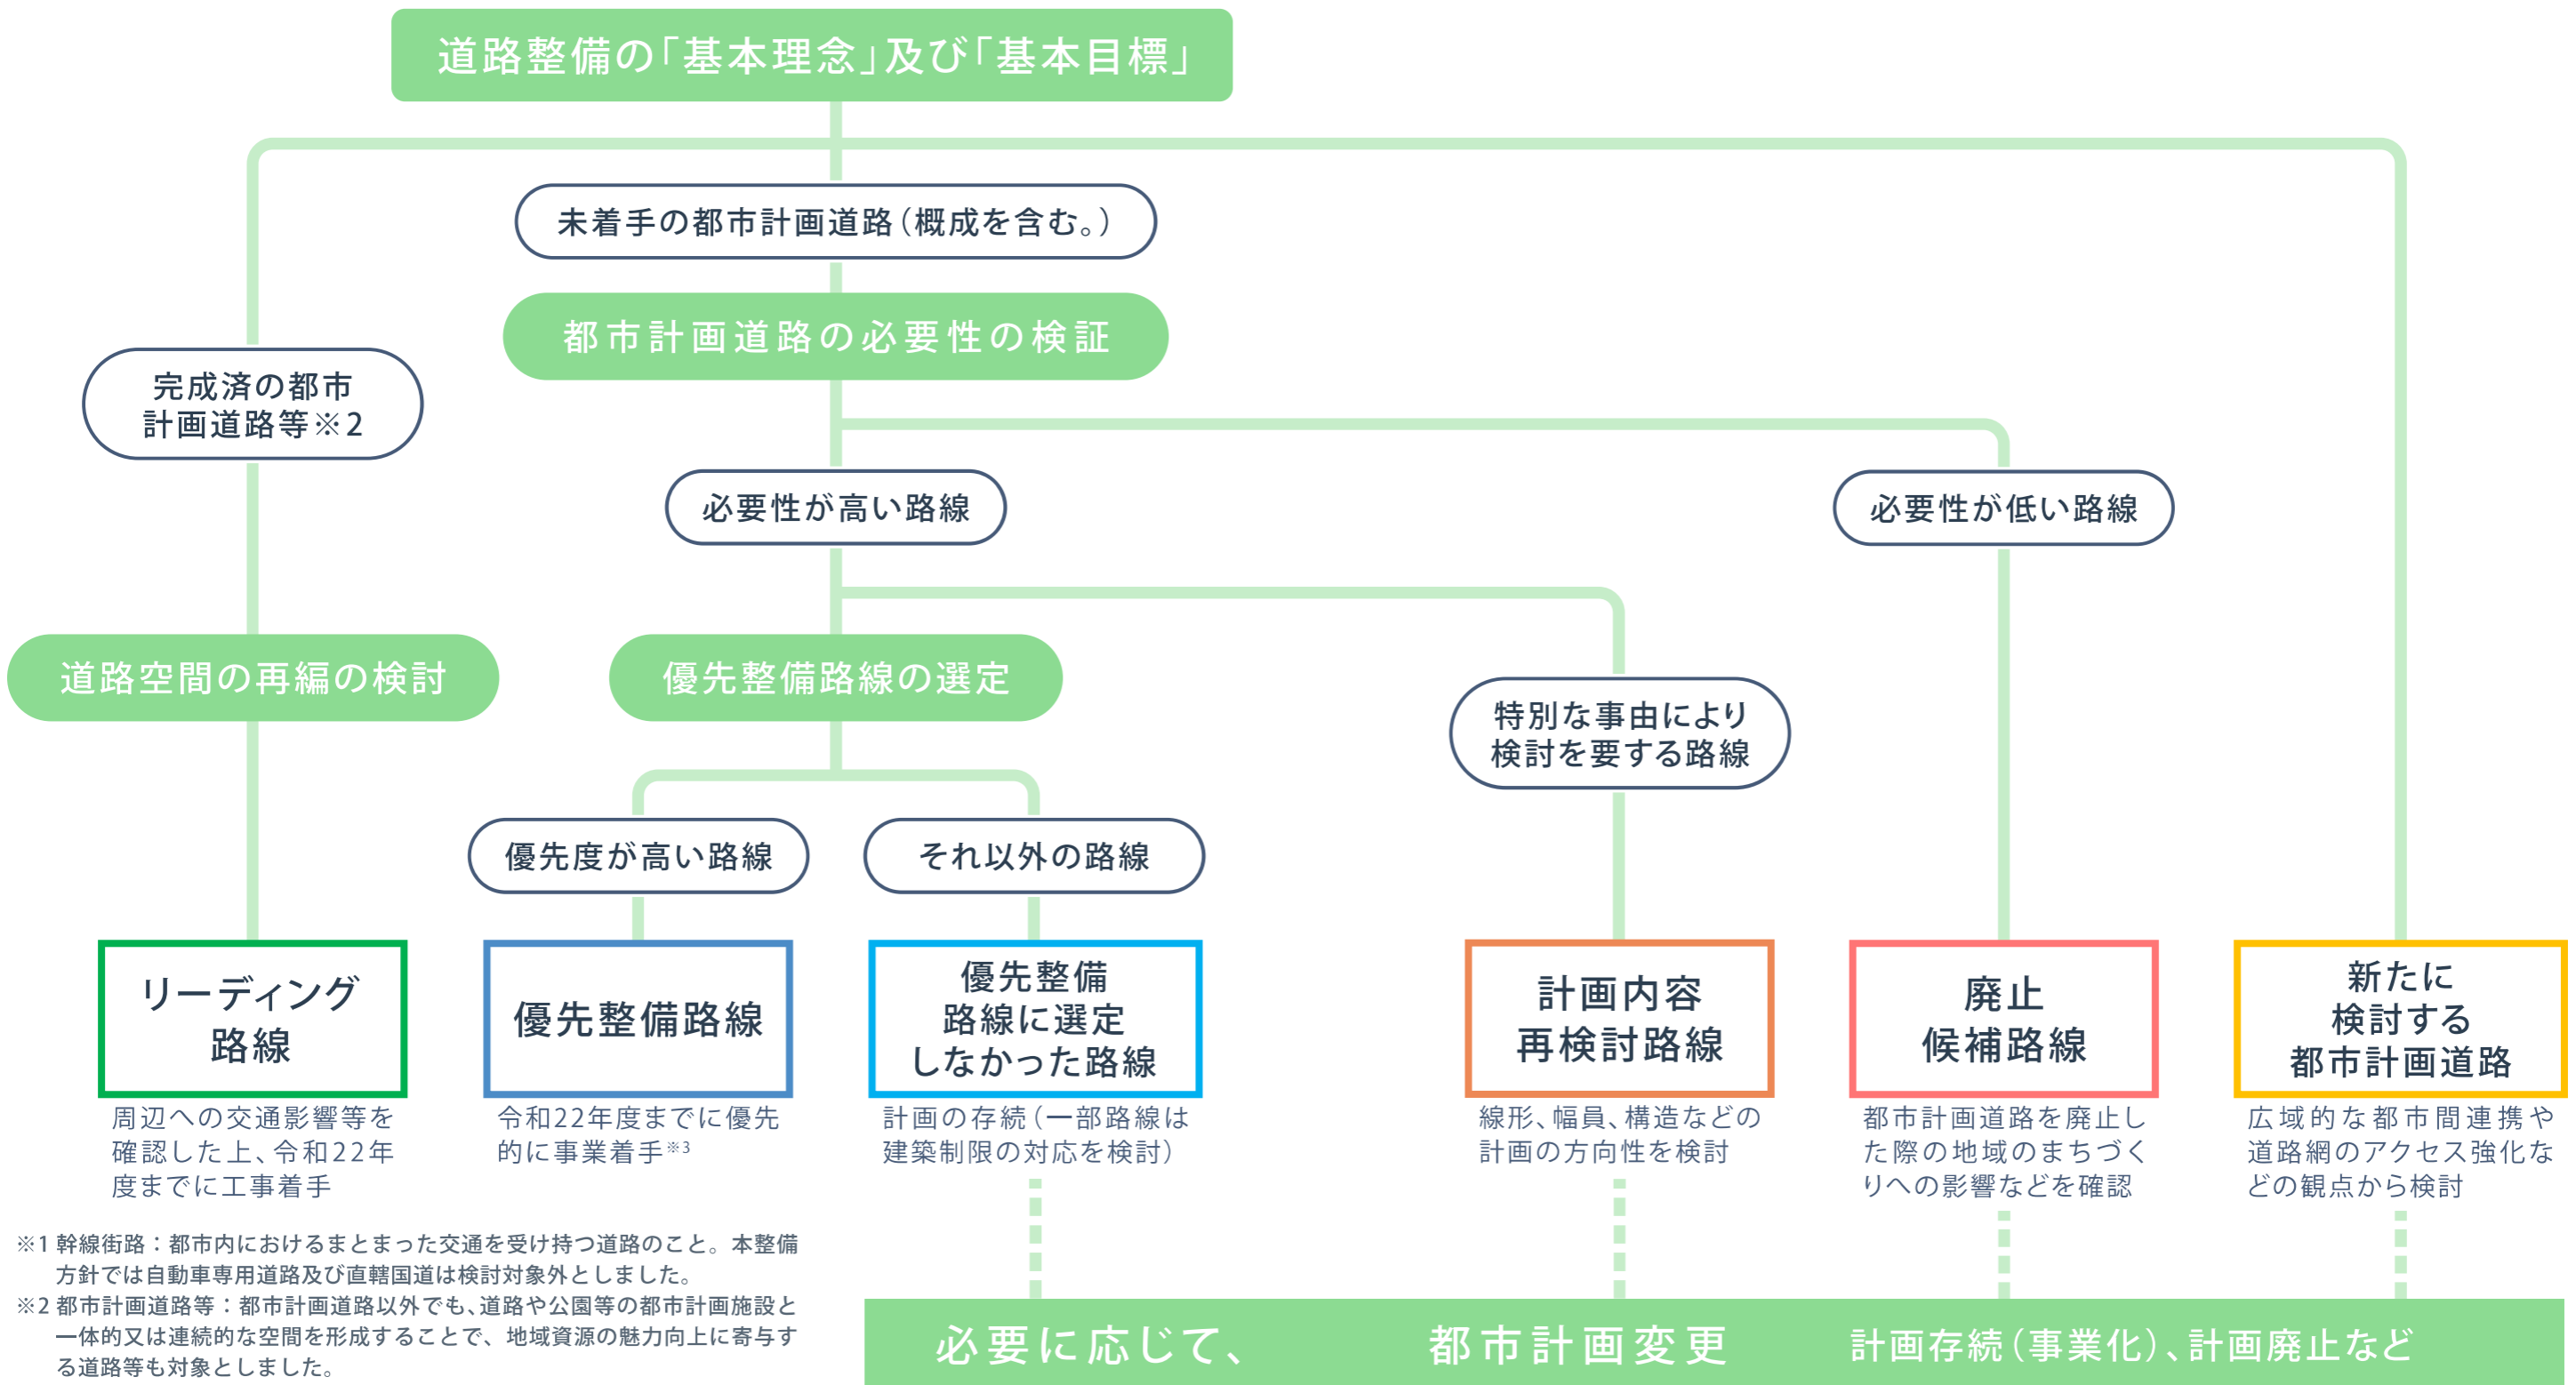 道路整備の「基本理念」及び「基本目標」
未着手の都市計画道路（概成を含む。）
都市計画道路の必要性の検証
完成済の都市
計画道路等※2
必要性が高い路線
必要性が低い路線
道路空間の再編の検討
優先整備路線の選定
特別な事由により
検討を要する路線
優先度が高い路線
それ以外の路線
リーディング
路線
周辺への交通影響等を
確認した上、令和22年
度までに工事着手
優先整備路線
令和22年度までに優先
的に事業着手※3
優先整備
路線に選定
しなかった路線
計画の存続（一部路線は
建築制限の対応を検討）
計画内容
再検討路線
線形、幅員、構造などの
計画の方向性を検討
廃止
候補路線
都市計画道路を廃止し
た際の地域のまちづく
りへの影響などを確認
新たに
検討する
都市計画道路
広域的な都市間連携や
道路網のアクセス強化な
どの観点から検討
※1 幹線街路：都市内におけるまとまった交通を受け持つ道路のこと。本整備
方針では自動車専用道路及び直轄国道は検討対象外としました。
※2 都市計画道路等：都市計画道路以外でも、道路や公園等の都市計画施設と
一体的又は連続的な空間を形成することで、地域資源の魅力向上に寄与す
る道路等も対象としました。
必要に応じて、 都市計画変更 計画存続（事業化）、計画廃止など